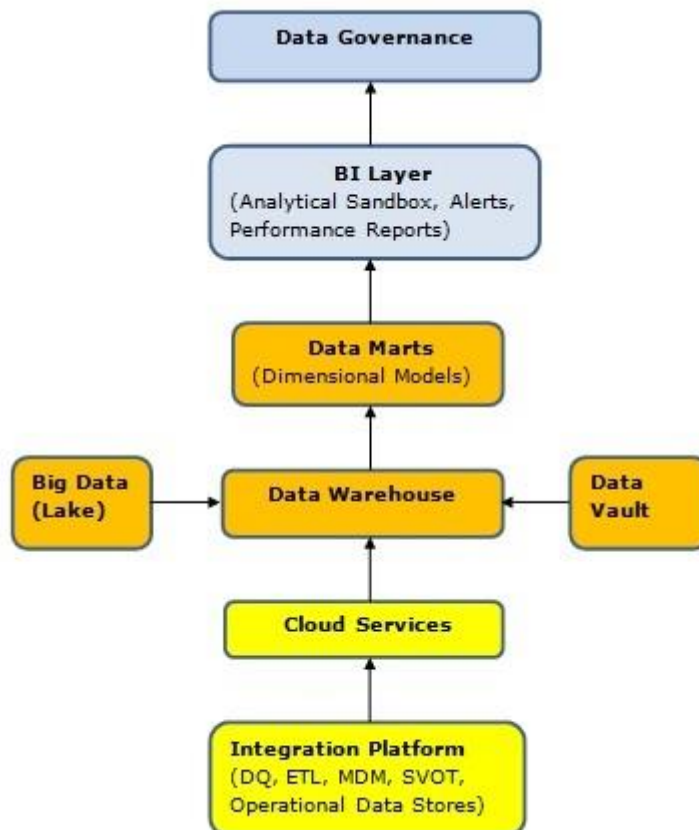 Data Governance
BI Layer
(Analytical Sandbox, Alerts,
Performance Reports)
Data Marts
(Dimensional Models)
Big Data
(Lake)
Data Warehouse
Data
Vault
Cloud Services
Integration Platform
(DQ, ETL, MDM, SVOT,
Operational Data Stores)